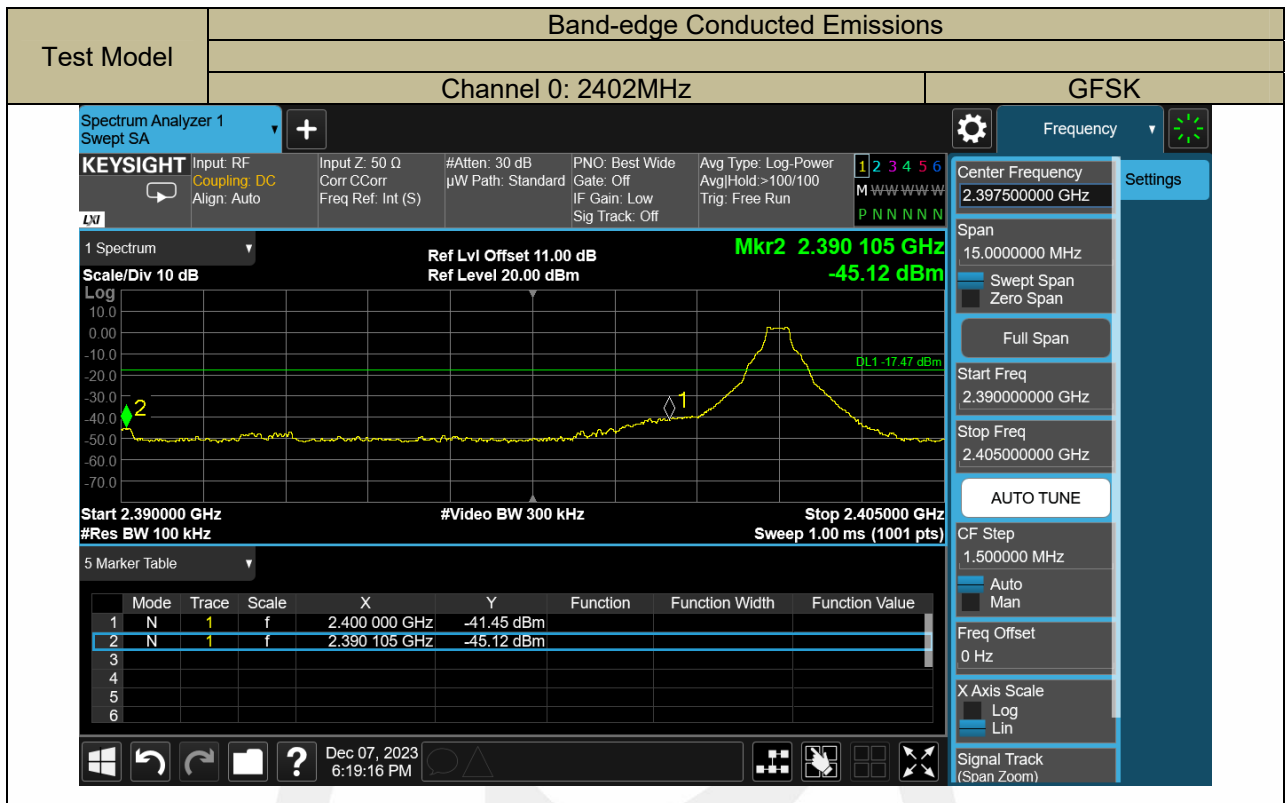 Test Model
Band-edge Conducted Emissions
Channel 0: 2402MHz
GFSK
Spectrum Analyzer 1
Swept SA
Frequency
KEYSIGHT
LXI
Input: RF
Coupling: DC
Align: Auto
Input Z: 50 Ω
Corr CCorr
Freq Ref: Int (S)
#Atten: 30 dB
µW Path: Standard
PNO: Best Wide
Gate: Off
IF Gain: Low
Sig Track: Off
Avg Type: Log-Power
Avg|Hold:>100/100
Trig: Free Run
1 2 3 4 5 6
M W W W W W
P N N N N N
1 Spectrum
Scale/Div 10 dB
Ref Lvl Offset 11.00 dB
Ref Level 20.00 dBm
Mkr2 2.390 105 GHz
-45.12 dBm
Log
10.0
0.00
-10.0
-20.0
-30.0
-40.0
-50.0
-60.0
-70.0
DL1 -17.47 dBm
2
1
Start 2.390000 GHz
#Res BW 100 kHz
#Video BW 300 kHz
Stop 2.405000 GHz
Sweep 1.00 ms (1001 pts)
5 Marker Table
Mode Trace Scale X Y Function Function Width Function Value
1 N 1 f 2.400 000 GHz -41.45 dBm
2 N 1 f 2.390 105 GHz -45.12 dBm
3
4
5
6
Dec 07, 2023
6:19:16 PM
Center Frequency
2.397500000 GHz
Settings
Span
15.0000000 MHz
Swept Span
Zero Span
Full Span
Start Freq
2.390000000 GHz
Stop Freq
2.405000000 GHz
AUTO TUNE
CF Step
1.500000 MHz
Auto
Man
Freq Offset
0 Hz
X Axis Scale
Log
Lin
Signal Track
(Span Zoom)